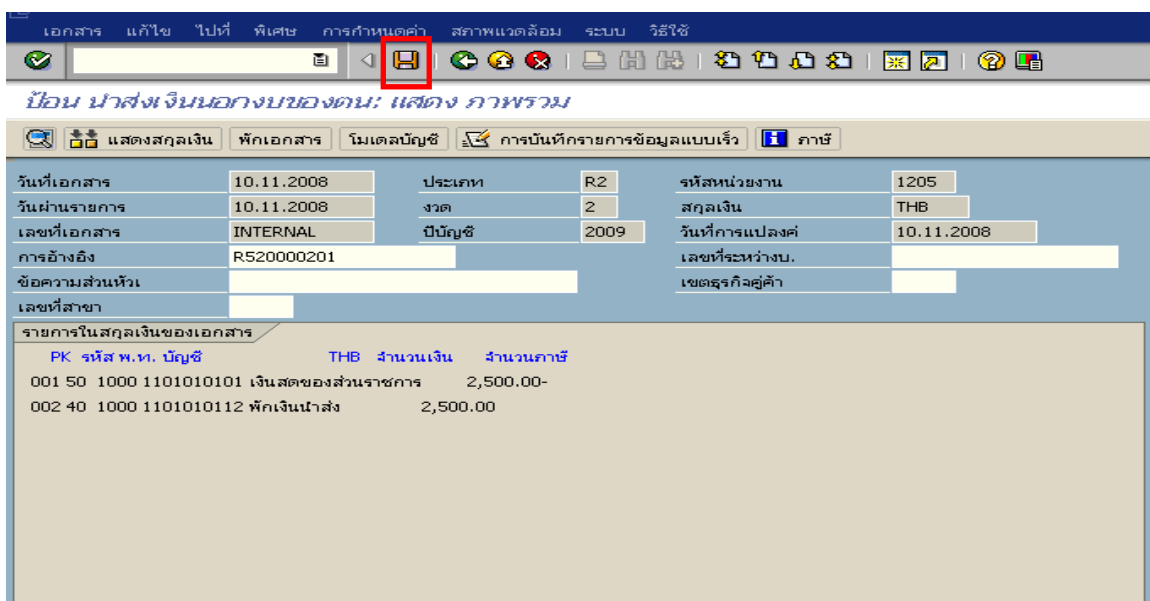 เอกสาร แก้ไข ไปที่ พิเศษ การกำหนดค่า สภาพแวดล้อม ระบบ วิธีใช้
ป้อน นำส่งเงินนอกงบของตน: แสดง ภาพรวม
แสดงสกุลเงิน พักเอกสาร โมเดลบัญชี การบันทึกรายการข้อมูลแบบเร็ว ภาษี
วันที่เอกสาร 10.11.2008 ประเภท R2 รหัสหน่วยงาน 1205
วันผ่านรายการ 10.11.2008 งวด 2 สกุลเงิน THB
เลขที่เอกสาร INTERNAL ปีบัญชี 2009 วันที่การแปลงค่ 10.11.2008
การอ้างอิง R520000201 เลขที่ระหว่างบ.
ข้อความส่วนหัวเ เขตธุรกิจคู่ค้า
เลขที่สาขา
รายการในสกุลเงินของเอกสาร
PK รหัส พ.ท. บัญชี THB จำนวนเงิน จำนวนภาษี
001 50 1000 1101010101 เงินสดของส่วนราชการ 2,500.00-
002 40 1000 1101010112 พักเงินนำส่ง 2,500.00